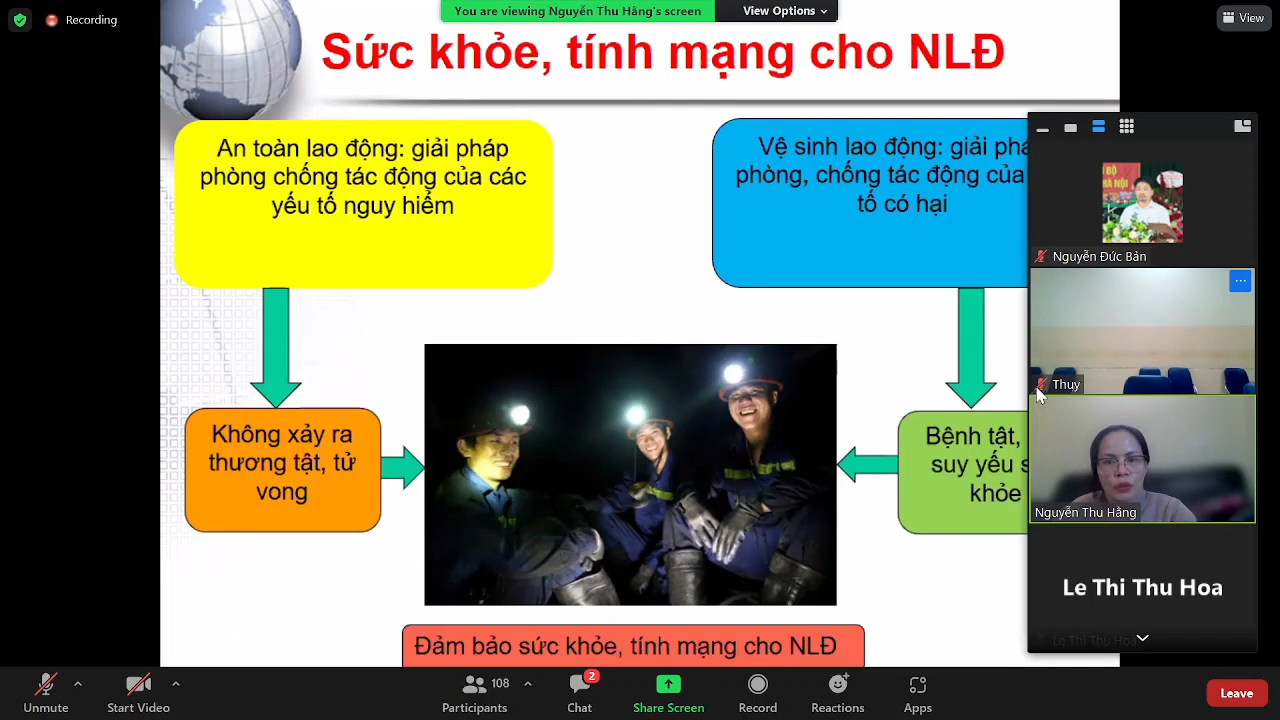 Recording
You are viewing Nguyễn Thu Hằng's screen
View Options
View
Sức khỏe, tính mạng cho NLĐ
An toàn lao động: giải pháp
phòng chống tác động của các
yếu tố nguy hiểm
Vệ sinh lao động: giải
phòng, chống tác động của
tố có hại
Nguyễn Đức Bản
Thuy
Không xảy ra
thương tật, tử
vong
Bệnh tật,
suy yếu
khỏe
Nguyễn Thu Hằng
Le Thi Thu Hoa
Le Thi Thu Hoa
Đảm bảo sức khỏe, tính mạng cho NLĐ
Unmute
Start Video
108
Participants
2
Chat
Share Screen
Record
Reactions
Apps
Leave